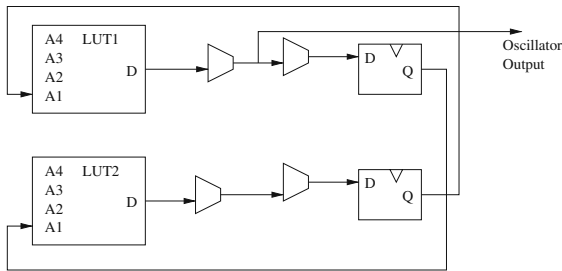 A4 LUT1
A3
A2
A1
D
D
Q
Oscillator
Output
A4 LUT2
A3
A2
A1
D
D
Q